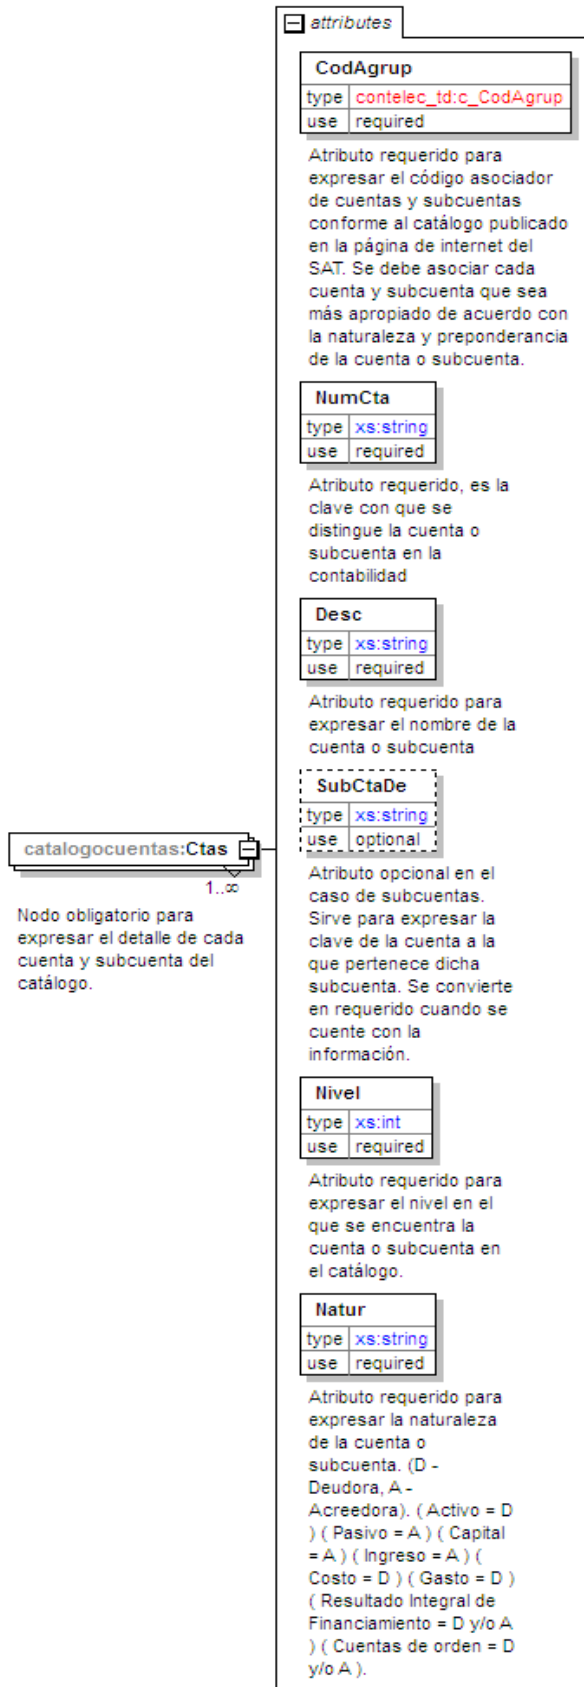 attributes
CodAgrup
type contelec_td:c_CodAgrup
use required
Atributo requerido para
expresar el código asociador
de cuentas y subcuentas
conforme al catálogo publicado
en la página de internet del
SAT. Se debe asociar cada
cuenta y subcuenta que sea
más apropiado de acuerdo con
la naturaleza y preponderancia
de la cuenta o subcuenta.
NumCta
type xs:string
use required
Atributo requerido, es la
clave con que se
distingue la cuenta o
subcuenta en la
contabilidad
Desc
type xs:string
use required
Atributo requerido para
expresar el nombre de la
cuenta o subcuenta
SubCtaDe
type xs:string
use optional
Atributo opcional en el
caso de subcuentas.
Sirve para expresar la
clave de la cuenta a la
que pertenece dicha
subcuenta. Se convierte
en requerido cuando se
cuente con la
información.
catalogocuentas:Ctas
1..∞
Nodo obligatorio para
expresar el detalle de cada
cuenta y subcuenta del
catálogo.
Nivel
type xs:int
use required
Atributo requerido para
expresar el nivel en el
que se encuentra la
cuenta o subcuenta en
el catálogo.
Natur
type xs:string
use required
Atributo requerido para
expresar la naturaleza
de la cuenta o
subcuenta. (D -
Deudora, A -
Acreedora). ( Activo = D
) ( Pasivo = A ) ( Capital
= A ) ( Ingreso = A ) (
Costo = D ) ( Gasto = D )
( Resultado Integral de
Financiamiento = D y/o A
) ( Cuentas de orden = D
y/o A ).